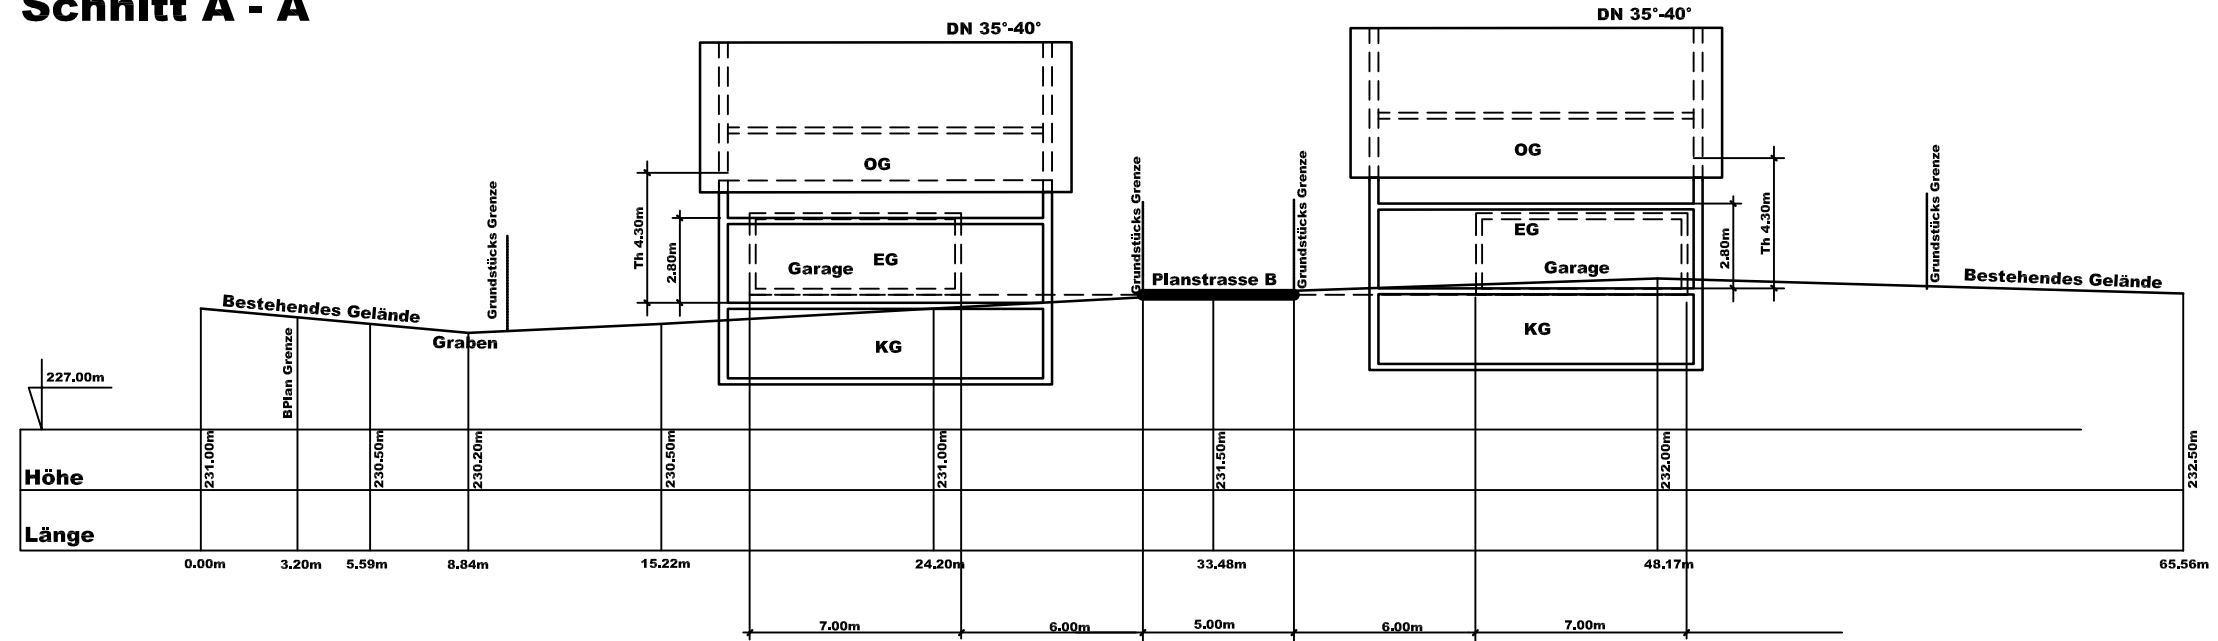 Schnitt A - A
DN 35°-40°
DN 35°-40°
OG
OG
Grundstücks Grenze
Th 4.30m
2.80m
Garage
EG
Grundstücks Grenze
Planstrasse B
Grundstücks Grenze
EG
Garage
2.80m
Th 4.30m
Grundstücks Grenze
Bestehendes Gelände
Bestehendes Gelände
Graben
KG
KG
BPlan Grenze
227.00m
Höhe
231.00m
230.50m
230.20m
230.50m
231.00m
231.50m
232.00m
232.50m
Länge
0.00m
3.20m
5.59m
8.84m
15.22m
24.20m
33.48m
48.17m
65.56m
7.00m
6.00m
5.00m
6.00m
7.00m